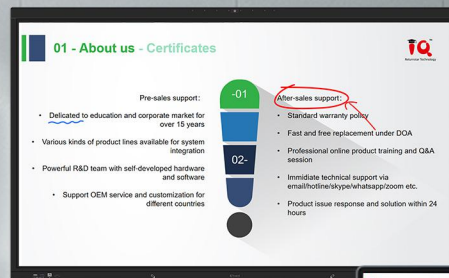 01 - About us - Certificates
IQ
Pre-sales support:
Delicated to education and corporate market for
over 15 years
Various kinds of product lines available for system
integration
Powerful R&D team with self-developed hardware
and software
Support OEM service and customization for
different countries
-01
02-
After-sales support:
Standard warranty policy
Fast and free replacement under DOA
Professional online product training and Q&A
session
Immidiate technical support via
email/hotline/skype/whatsapp/zoom etc.
Product issue response and solution within 24
hours